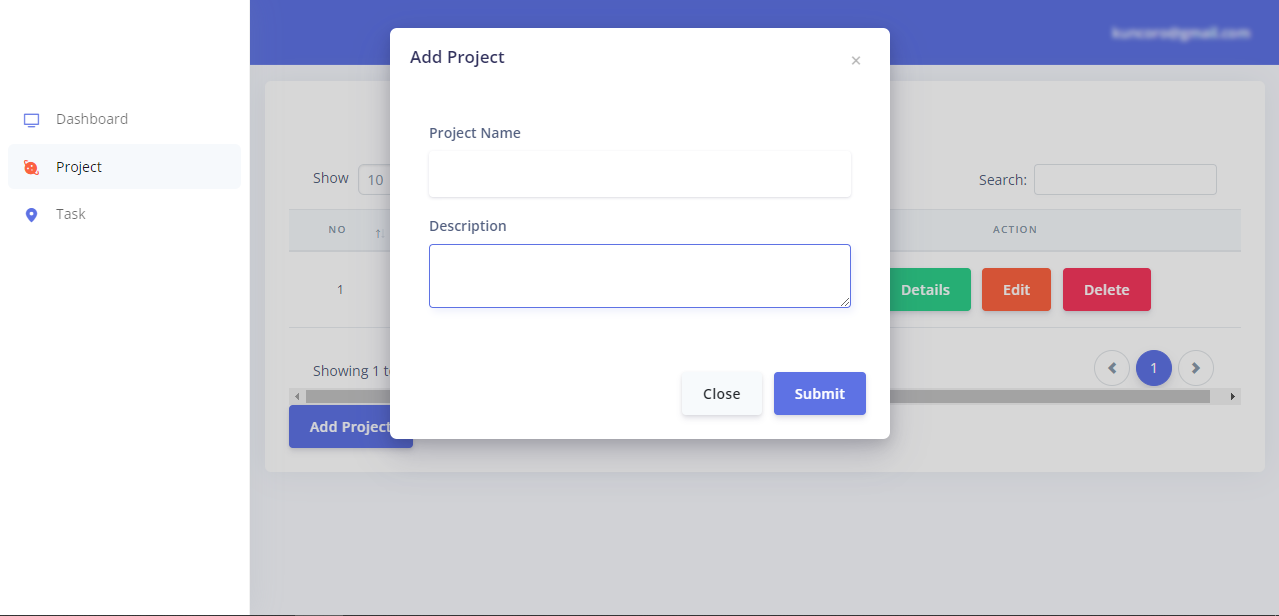 Dashboard
Project
Task
Add Project
×
Project Name
Description
Close
Submit
Show 10
Search:
NO
ACTION
1
Details
Edit
Delete
Showing 1 t
1
Add Project